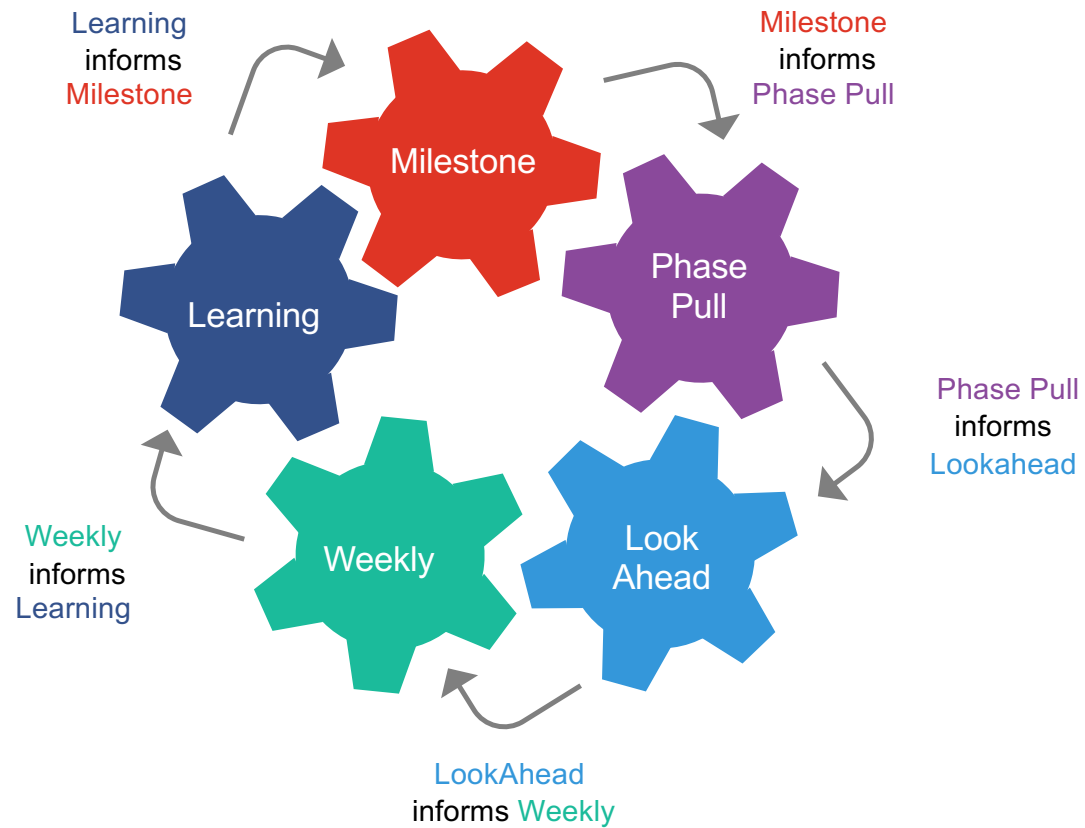 Learning
informs
Milestone
Milestone
informs
Phase Pull
Milestone
Phase
Pull
Learning
Phase Pull
informs
Lookahead
Look
Ahead
Weekly
Weekly
informs
Learning
LookAhead
informs Weekly